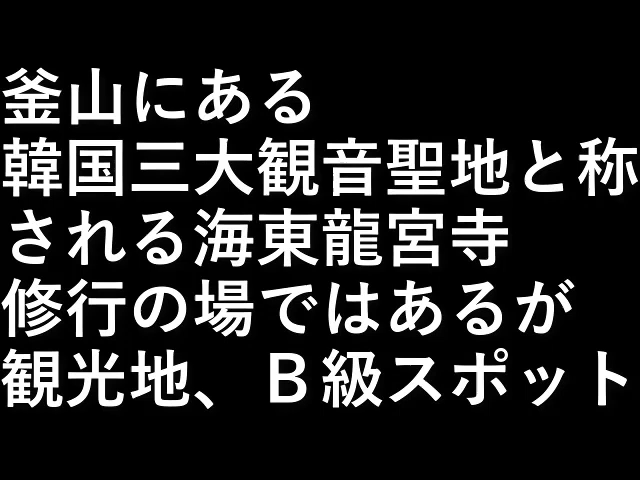 釜山にある
韓国三大観音聖地と称
される海東龍宮寺
修行の場ではあるが
観光地、Ｂ級スポット